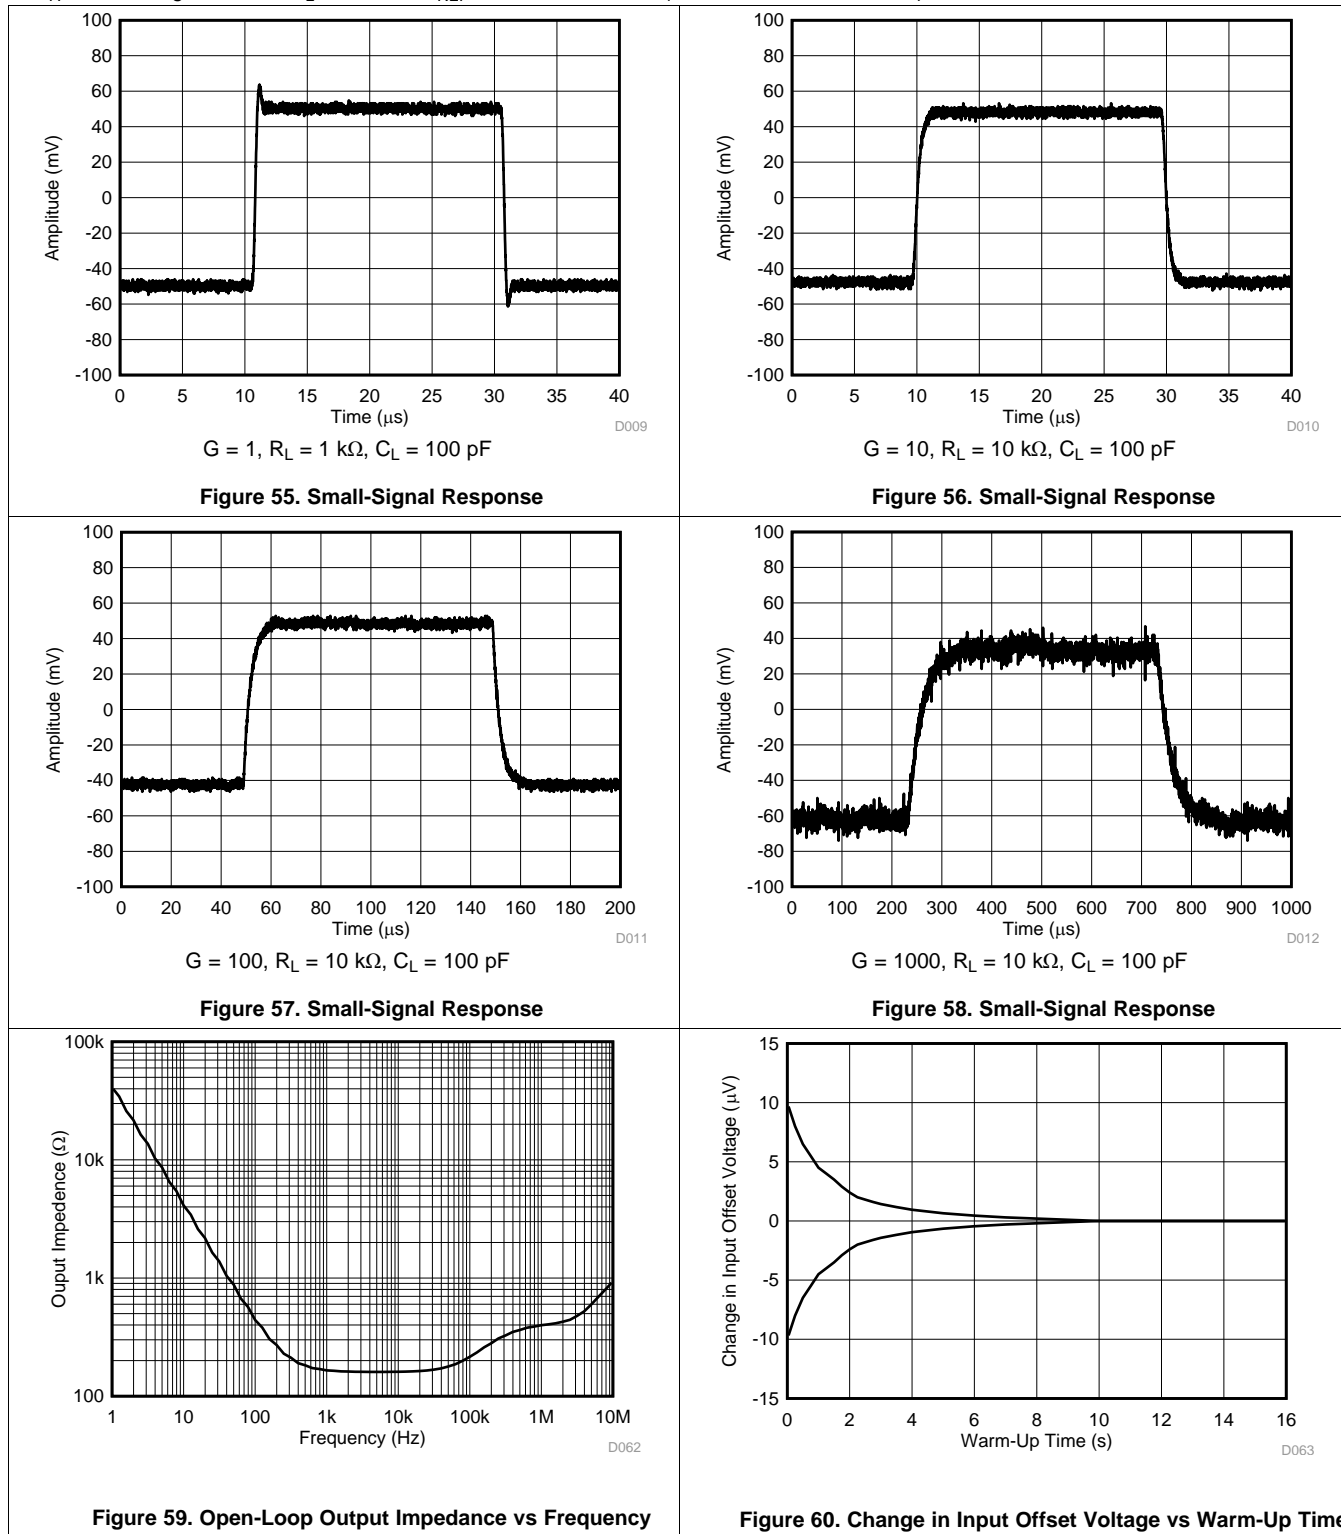 100
80
60
40
20
0
-20
-40
-60
-80
-100
Amplitude (mV)
0 5 10 15 20 25 30 35 40
Time (μs)
D009
G = 1, RL = 1 kΩ, CL = 100 pF
Figure 55. Small-Signal Response
100
80
60
40
20
0
-20
-40
-60
-80
-100
Amplitude (mV)
0 5 10 15 20 25 30 35 40
Time (μs)
D010
G = 10, RL = 10 kΩ, CL = 100 pF
Figure 56. Small-Signal Response
100
80
60
40
20
0
-20
-40
-60
-80
-100
Amplitude (mV)
0 20 40 60 80 100 120 140 160 180 200
Time (μs)
D011
G = 100, RL = 10 kΩ, CL = 100 pF
Figure 57. Small-Signal Response
100
80
60
40
20
0
-20
-40
-60
-80
-100
Amplitude (mV)
0 100 200 300 400 500 600 700 800 900 1000
Time (μs)
D012
G = 1000, RL = 10 kΩ, CL = 100 pF
Figure 58. Small-Signal Response
100k
10k
1k
100
Ouput Impedence (Ω)
1 10 100 1k 10k 100k 1M 10M
Frequency (Hz)
D062
Figure 59. Open-Loop Output Impedance vs Frequency
15
10
5
0
-5
-10
-15
Change in Input Offset Voltage (μV)
0 2 4 6 8 10 12 14 16
Warm-Up Time (s)
D063
Figure 60. Change in Input Offset Voltage vs Warm-Up Time